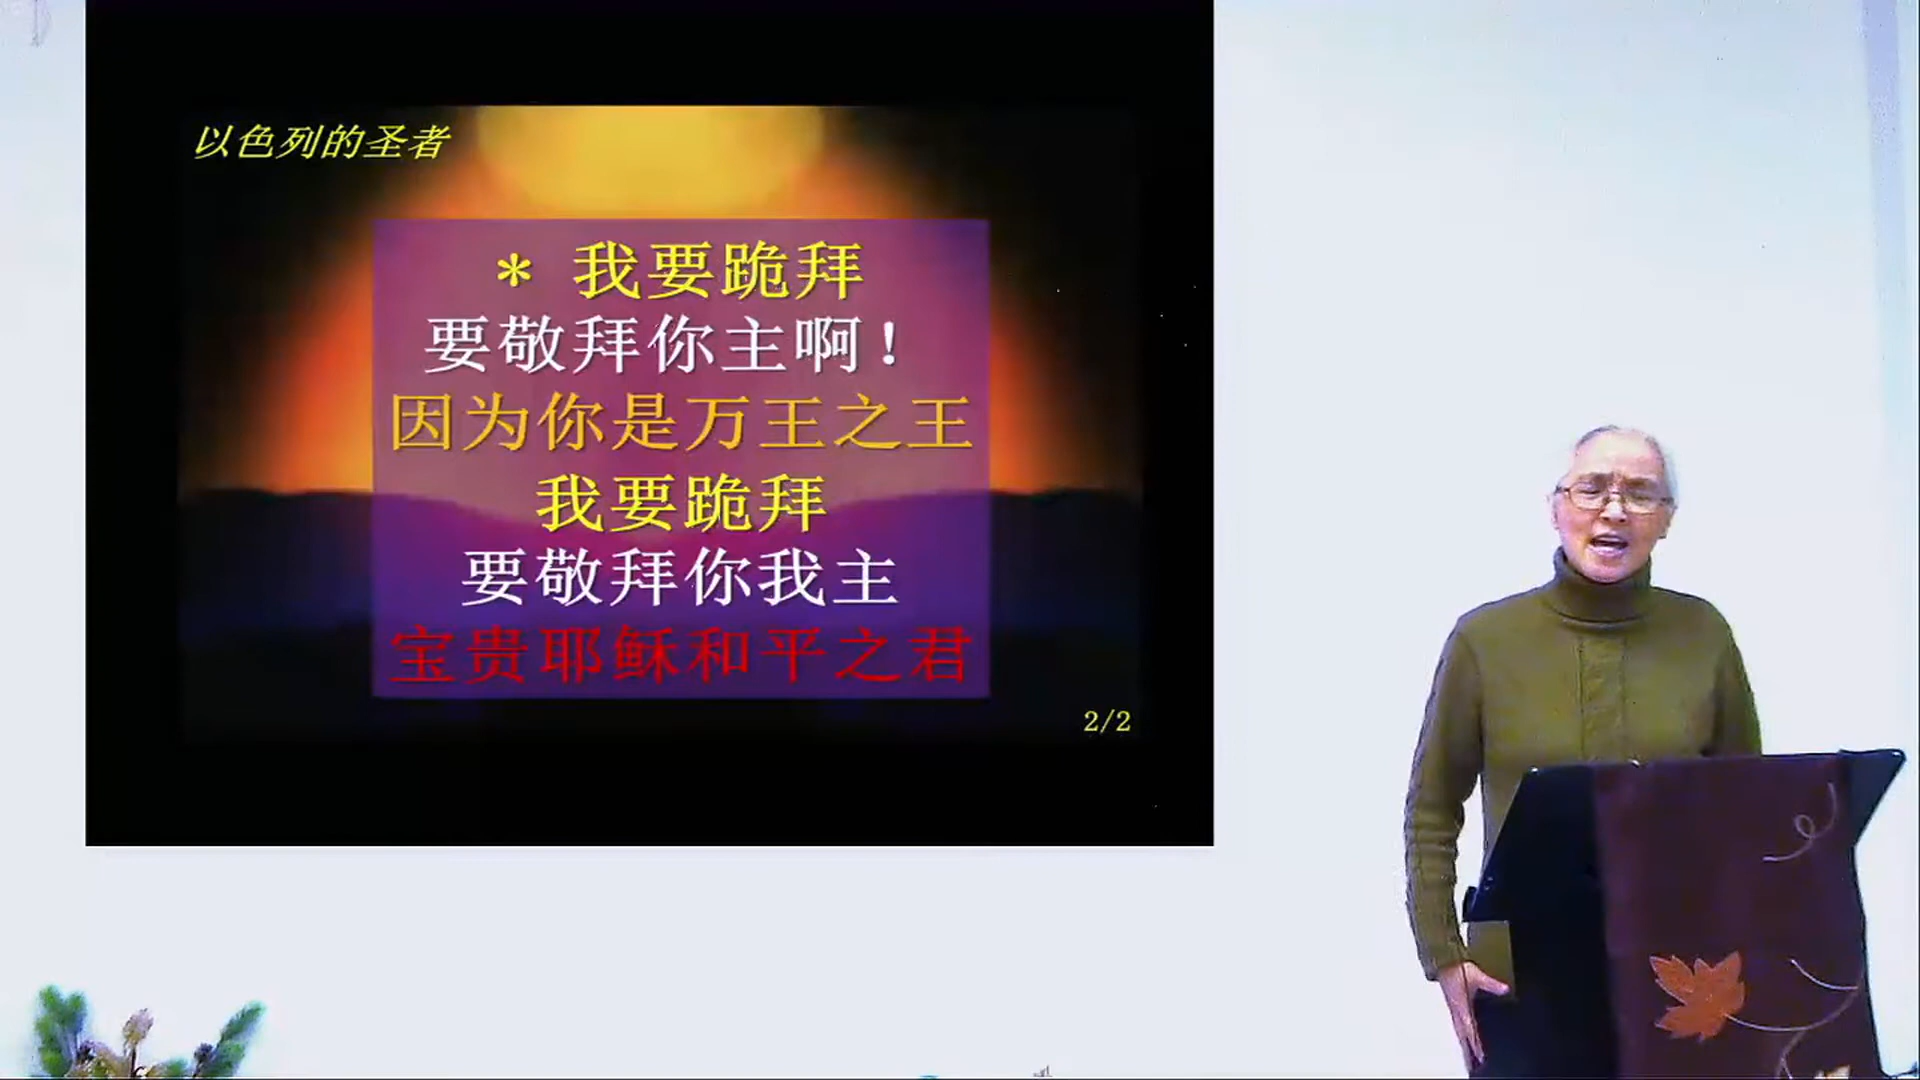 以色列的圣者
* 我要跪拜
要敬拜你主啊！
因为你是万王之王
我要跪拜
要敬拜你我主
宝贵耶稣和平之君
2/2